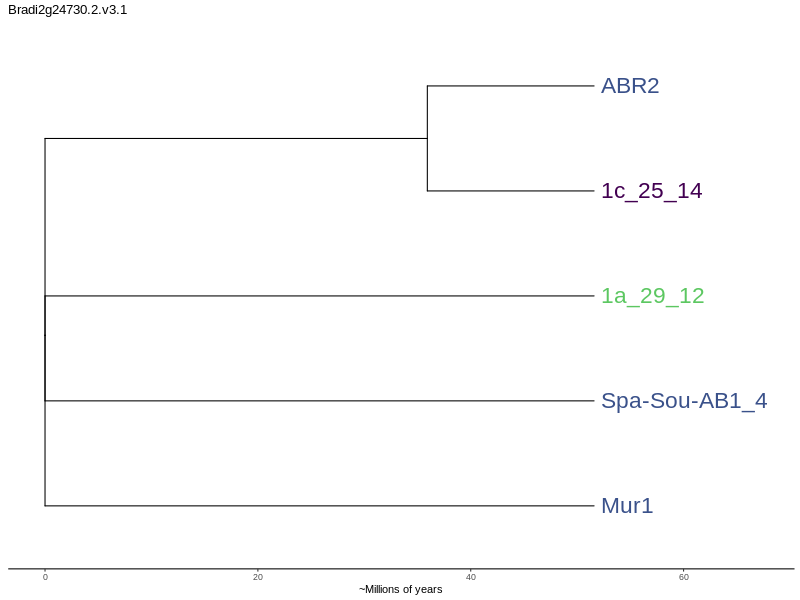 Bradi2g24730.2.v3.1
ABR2
1c_25_14
1a_29_12
Spa-Sou-AB1_4
Mur1
0 20 40 60
~Millions of years